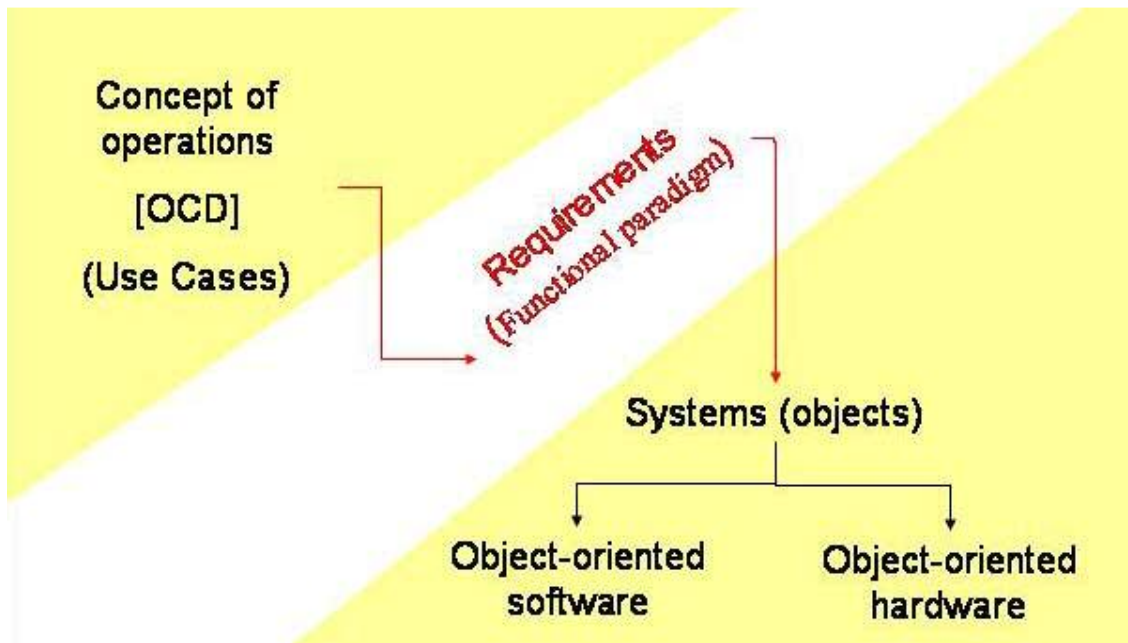 Concept of
operations
[OCD]
(Use Cases)
Requirements
(Functional paradigm)
Systems (objects)
Object-oriented
software
Object-oriented
hardware